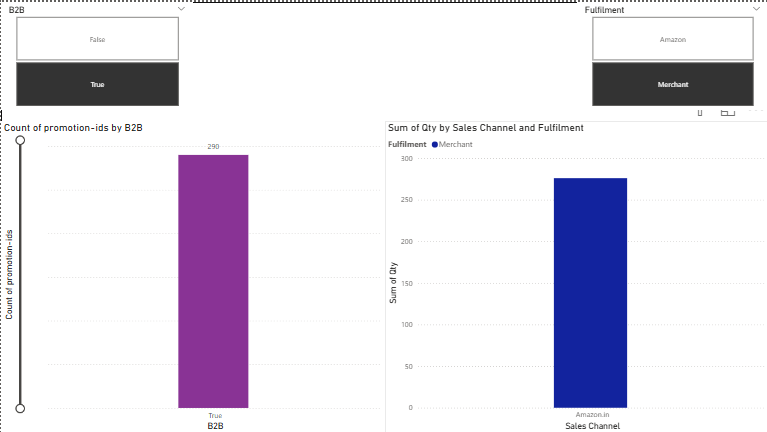 B2B
False
True
Fulfilment
Amazon
Merchant
Count of promotion-ids by B2B
290
Count of promotion-ids
True
B2B
Sum of Qty by Sales Channel and Fulfilment
Fulfilment Merchant
300
250
200
150
100
50
0
Sum of Qty
Amazon.in
Sales Channel